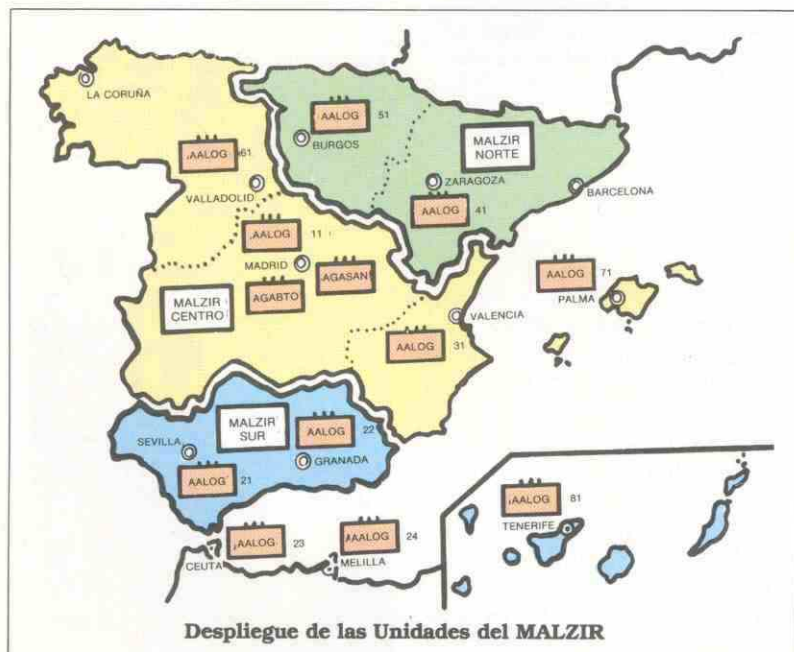 LA CORUÑA
AALOG 51
BURGOS
MALZIR
NORTE
AALOG 61
VALLADOLID
ZARAGOZA
BARCELONA
AALOG 41
AALOG 11
MADRID
AGASAN
AGABTO
MALZIR
CENTRO
AALOG 71
PALMA
VALENCIA
AALOG 31
MALZIR
SUR
AALOG 22
SEVILLA
GRANADA
AALOG 21
AALOG 81
TENERIFE
AALOG 23
AALOG 24
CEUTA
MELILLA
Despliegue de las Unidades del MALZIR